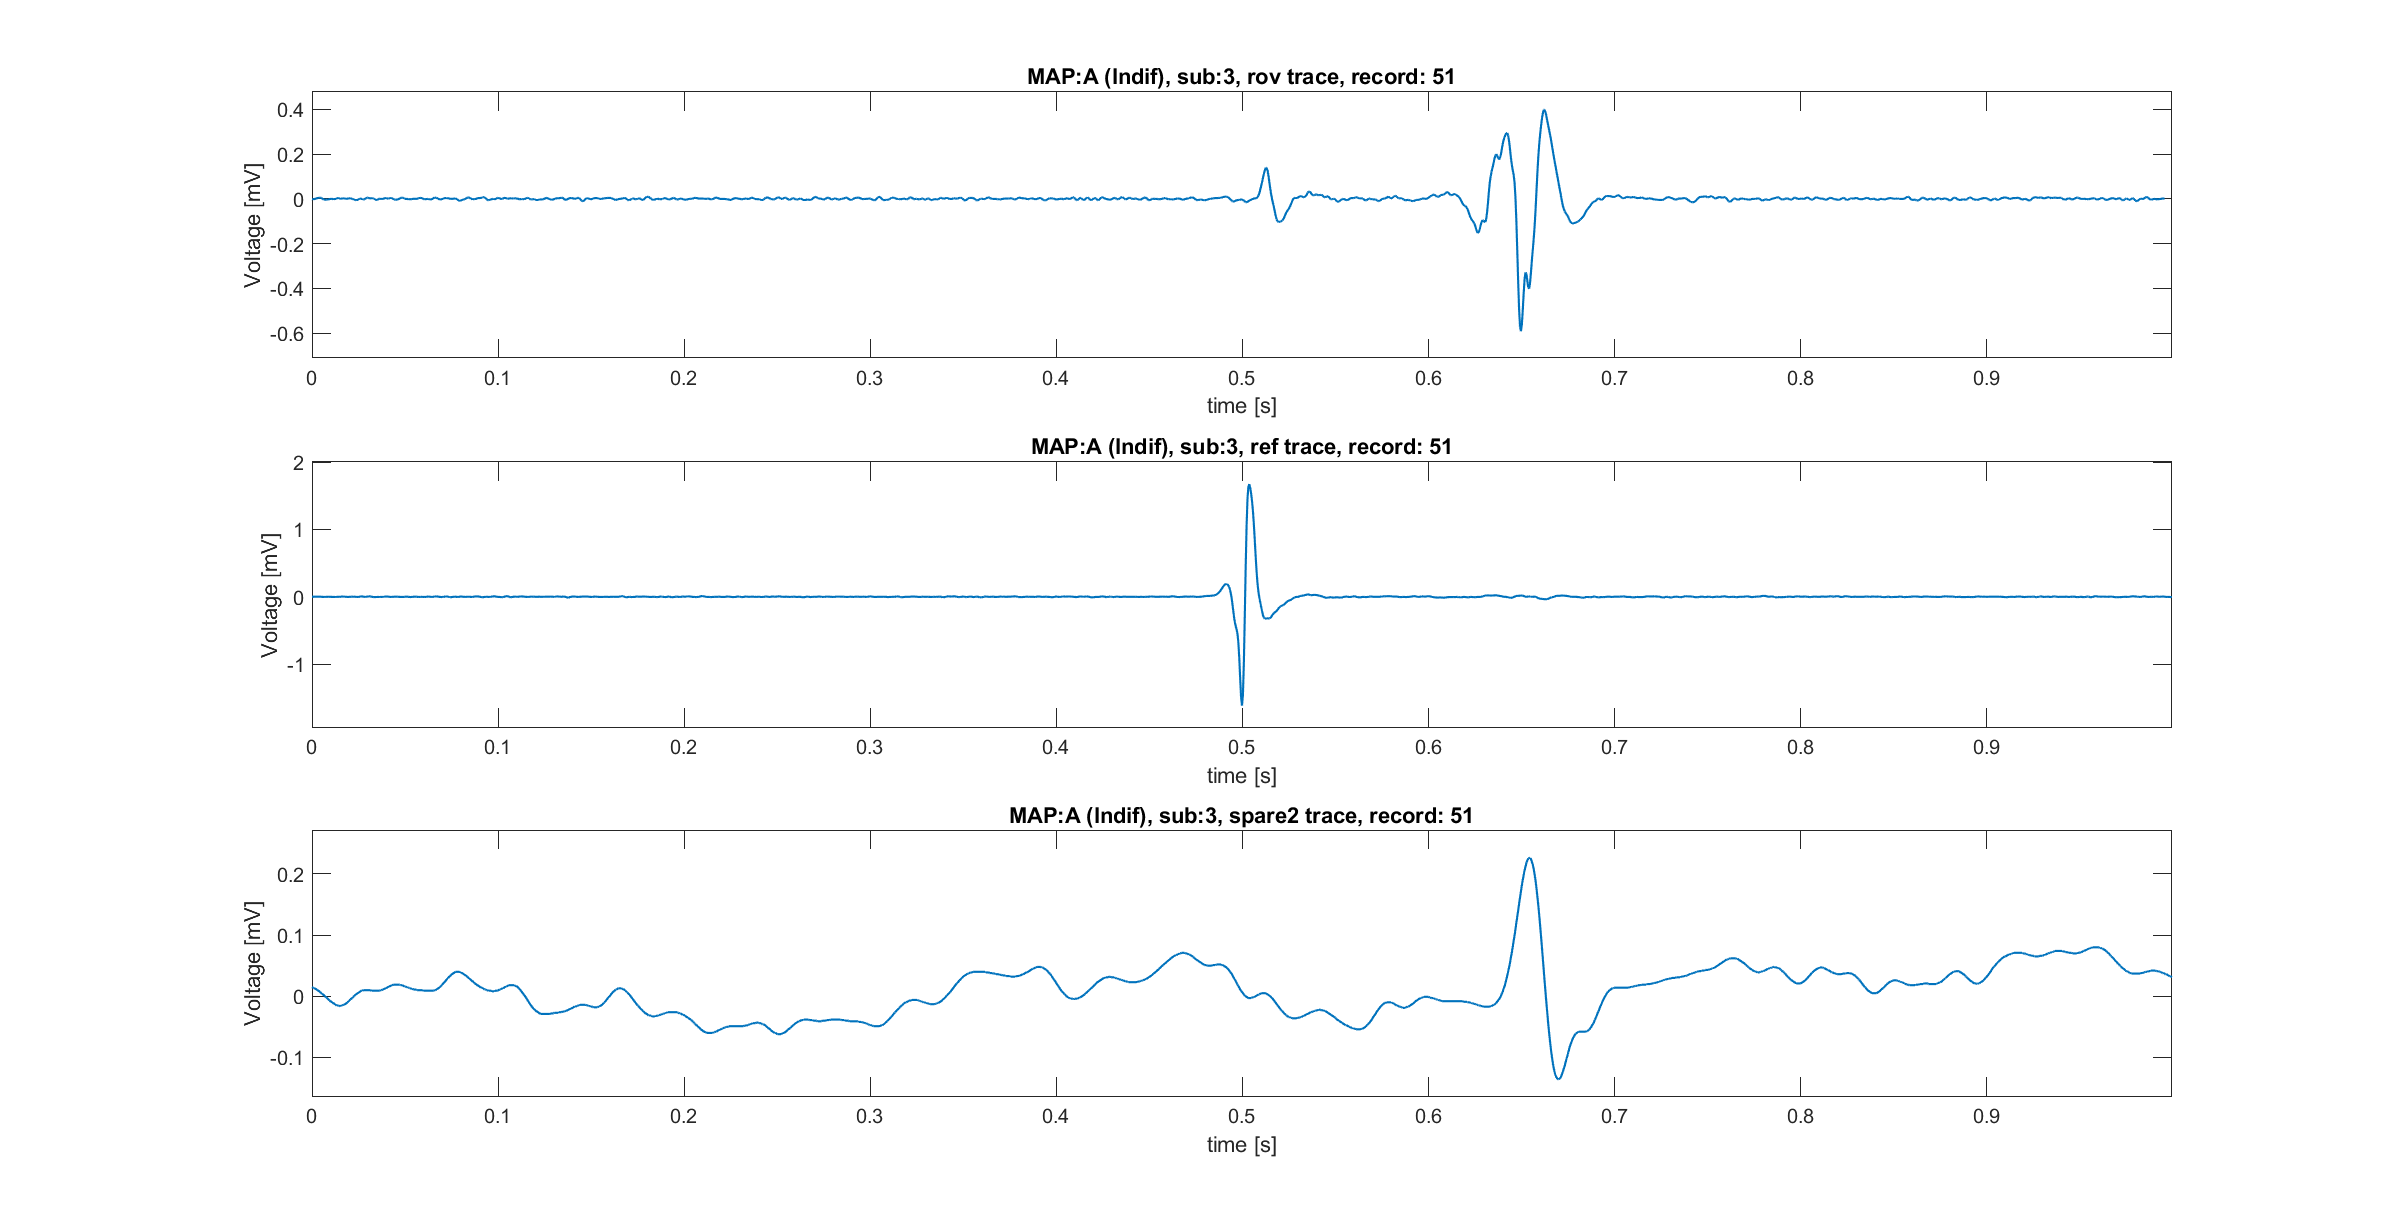 MAP:A (Indif), sub:3, rov trace, record: 51
0.4
0.2
0
-0.2
-0.4
-0.6
Voltage [mV]
0 0.1 0.2 0.3 0.4 0.5 0.6 0.7 0.8 0.9
time [s]
MAP:A (Indif), sub:3, ref trace, record: 51
2
1
0
-1
Voltage [mV]
0 0.1 0.2 0.3 0.4 0.5 0.6 0.7 0.8 0.9
time [s]
MAP:A (Indif), sub:3, spare2 trace, record: 51
0.2
0.1
0
-0.1
Voltage [mV]
0 0.1 0.2 0.3 0.4 0.5 0.6 0.7 0.8 0.9
time [s]